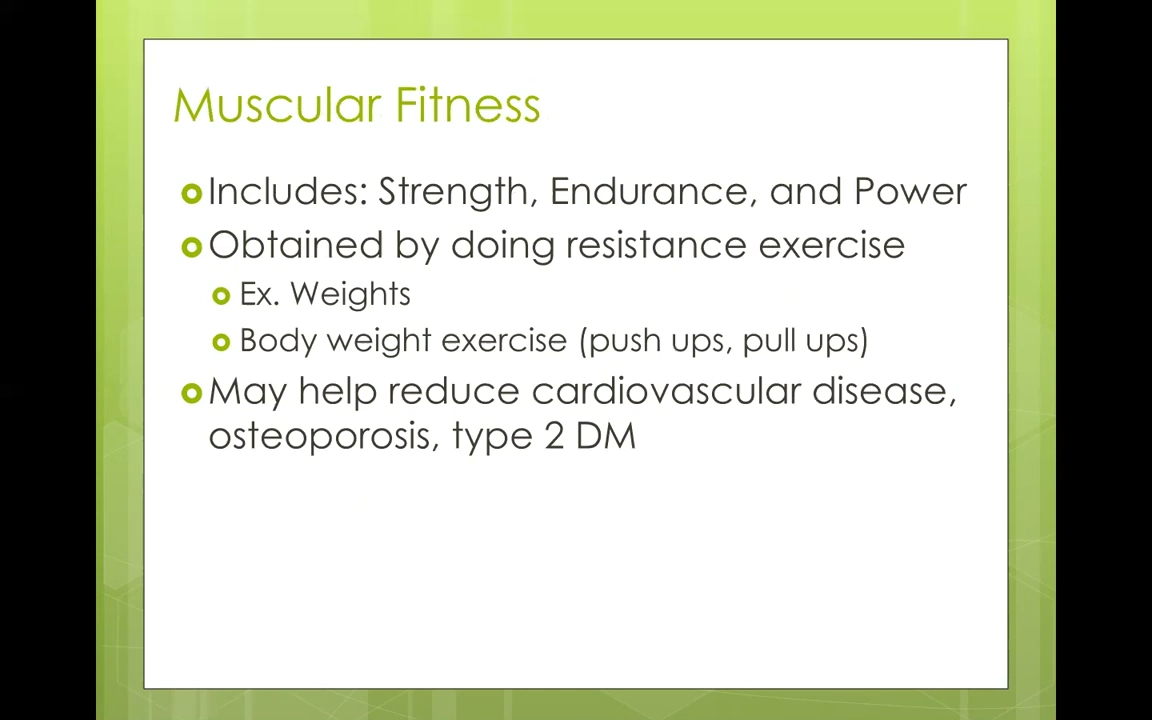 Muscular Fitness
Includes: Strength, Endurance, and Power
Obtained by doing resistance exercise
Ex. Weights
Body weight exercise (push ups, pull ups)
May help reduce cardiovascular disease,
osteoporosis, type 2 DM